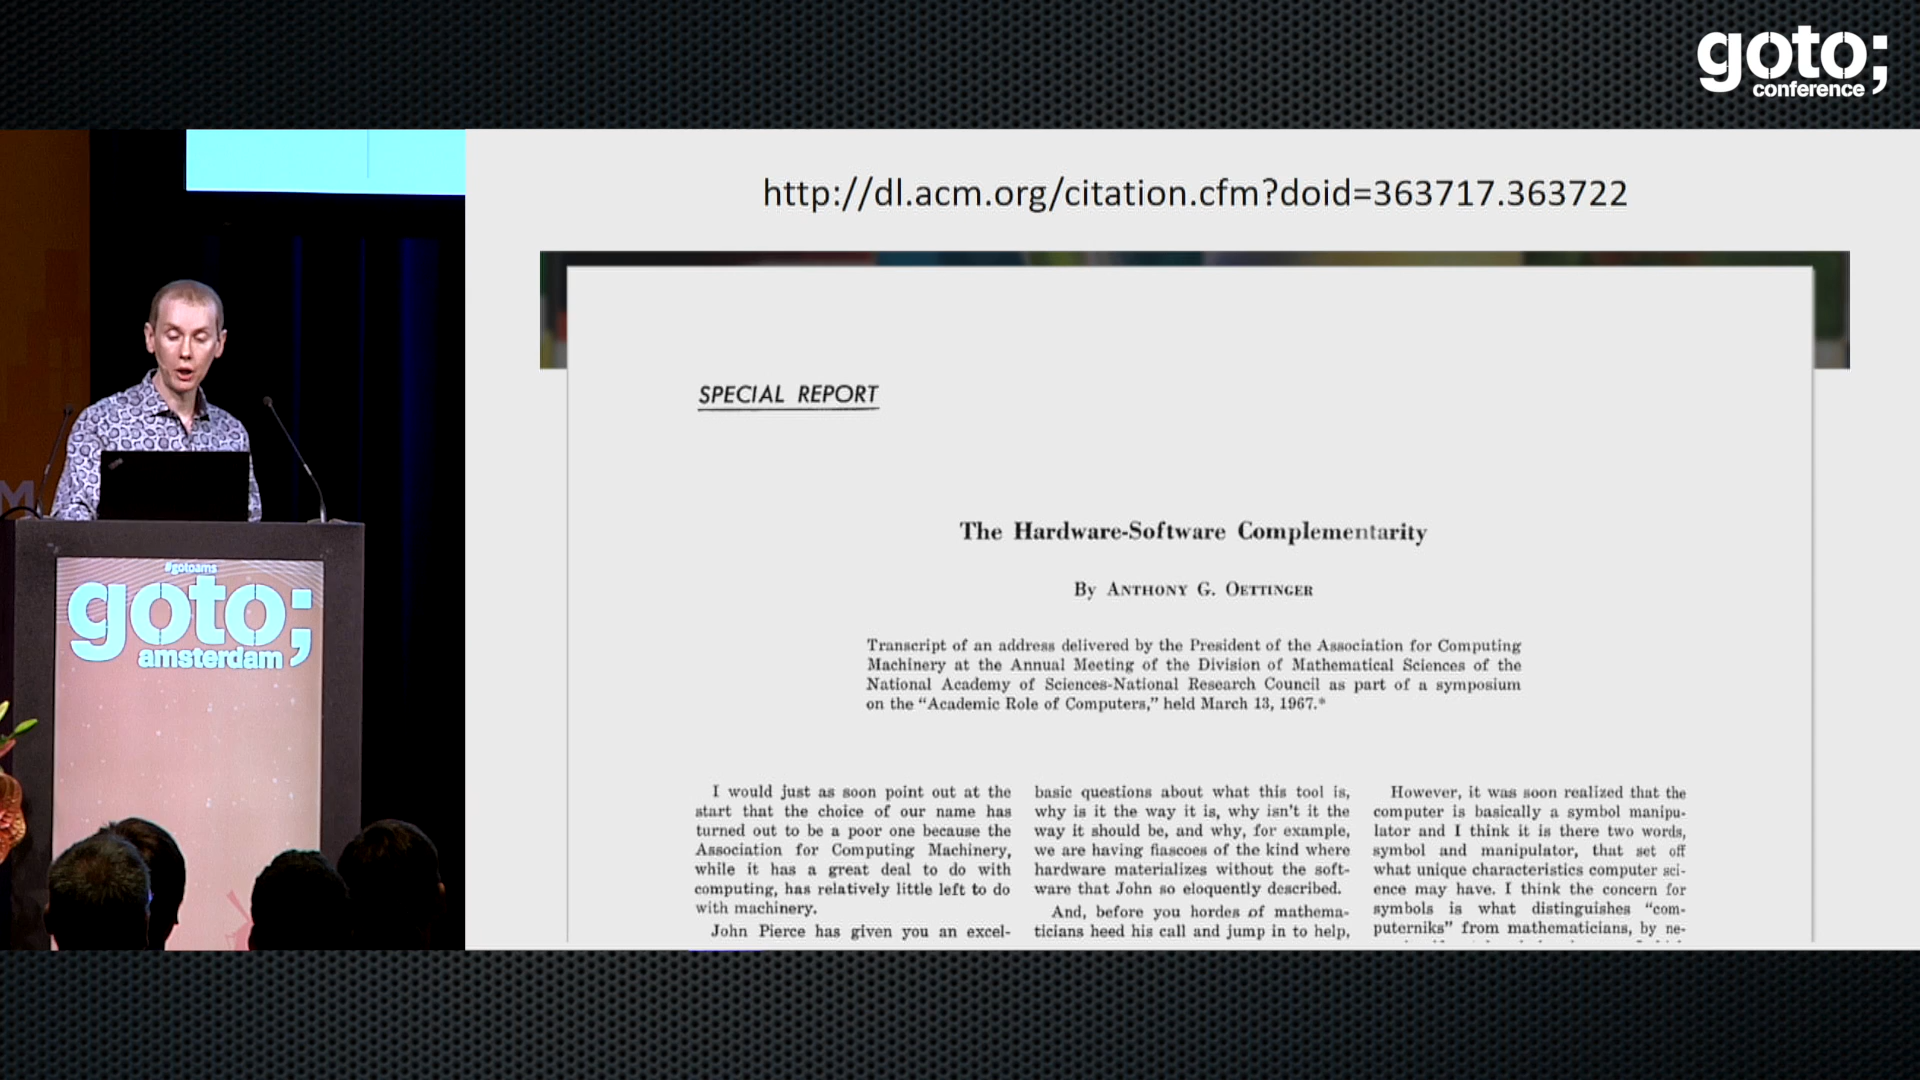 goto;
conference
http://dl.acm.org/citation.cfm?doid=363717.363722
SPECIAL REPORT
The Hardware-Software Complementarity
By ANTHONY G. OETTINGER
Transcript of an address delivered by the President of the Association for Computing
Machinery at the Annual Meeting of the Division of Mathematical Sciences of the
National Academy of Sciences-National Research Council as part of a symposium
on the “Academic Role of Computers,” held March 13, 1967.*
I would just as soon point out at the
start that the choice of our name has
turned out to be a poor one because the
Association for Computing Machinery,
while it has a great deal to do with
computing, has relatively little left to do
with machinery.
John Pierce has given you an excel-
basic questions about what this tool is,
why is it the way it is, why isn't it the
way it should be, and why, for example,
we are having fiascoes of the kind where
hardware materializes without the soft-
ware that John so eloquently described.
And, before you hordes of mathema-
ticians heed his call and jump in to help,
However, it was soon realized that the
computer is basically a symbol manipu-
lator and I think it is there two words,
symbol and manipulator, that set off
what unique characteristics computer sci-
ence may have. I think the concern for
symbols is what distinguishes “com-
puterniks” from mathematicians, by ne-
M
#gotoams
goto;
amsterdam